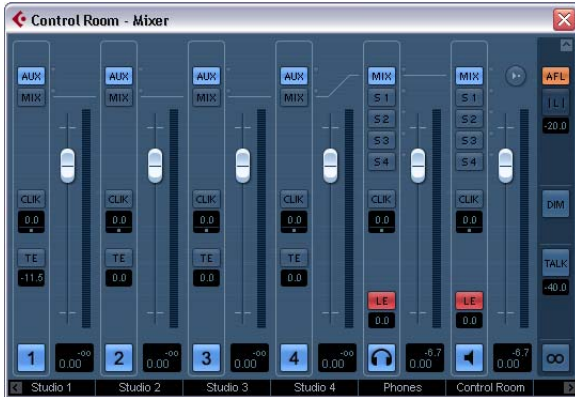 Control Room - Mixer
AUX AUX AUX AUX MIX MIX AFL
MIX MIX MIX MIX S 1 S 1 | L |
S 2 S 2 -20.0
S 3 S 3
S 4 S 4
CLIK CLIK CLIK CLIK CLIK CLIK DIM
0.0 0.0 0.0 0.0 0.0 0.0
TE TE TE TE TALK
-11.5 0.0 0.0 0.0 -40.0
LE LE
0.0 0.0
1 -oo 0.00 2 -oo 0.00 3 -oo 0.00 4 -oo 0.00 -6.7 0.00 -6.7 0.00
Studio 1 Studio 2 Studio 3 Studio 4 Phones Control Room